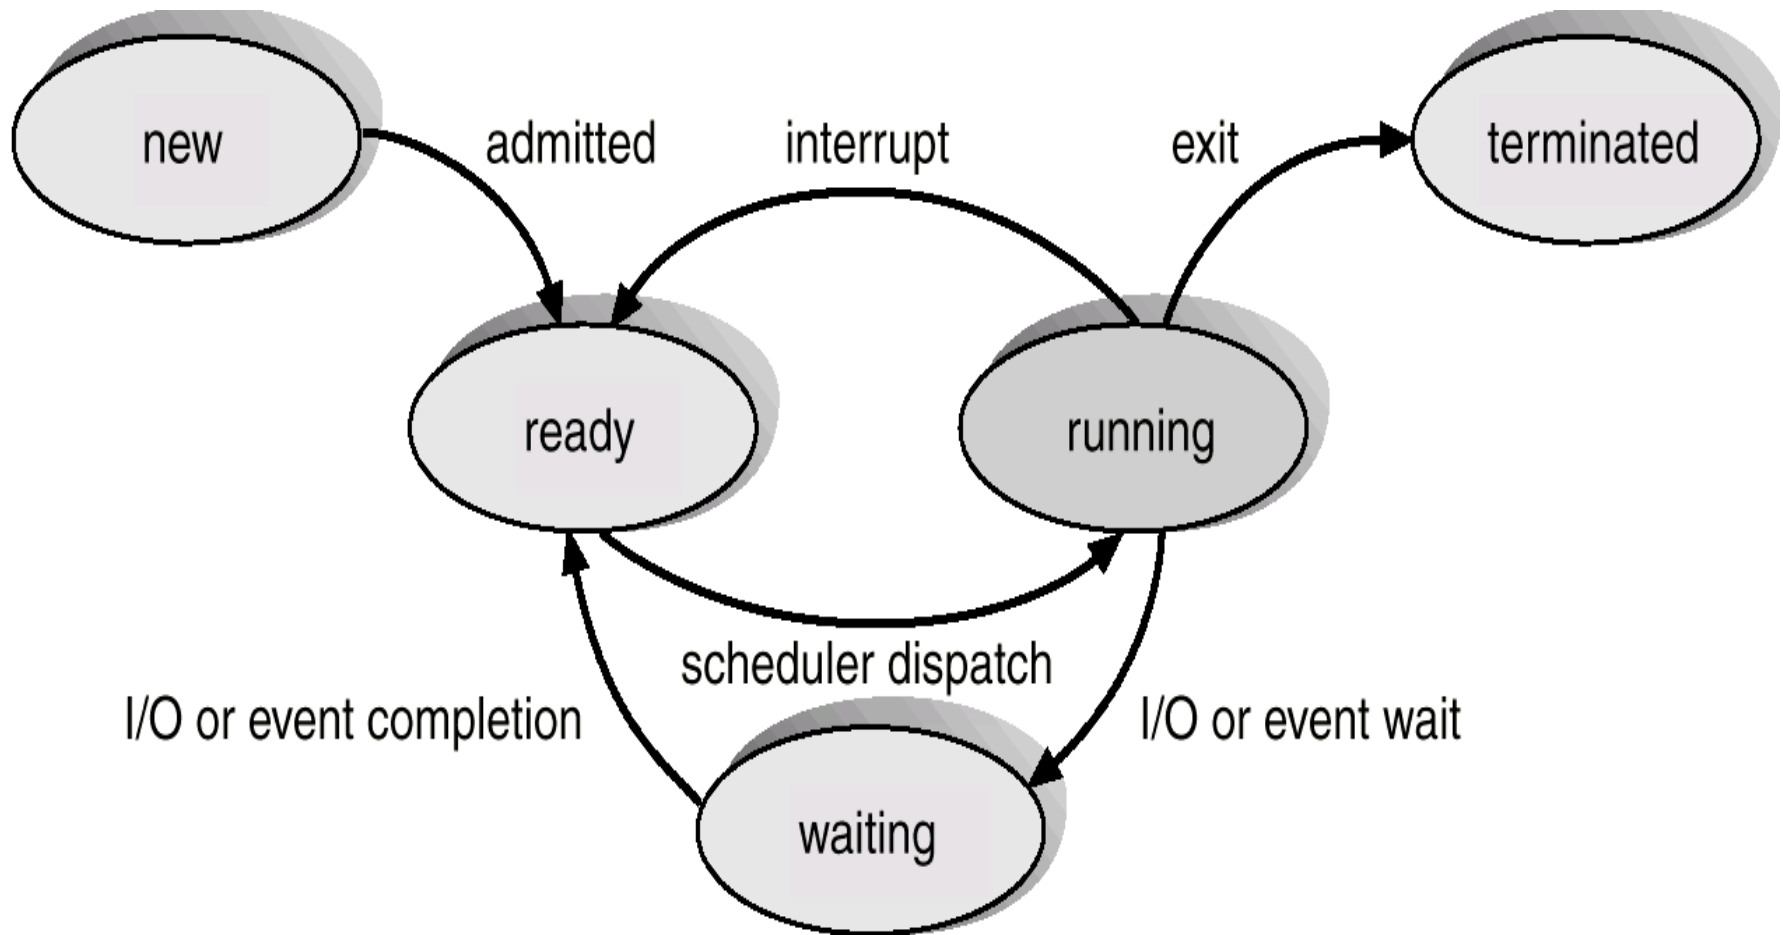 new
admitted
interrupt
exit
terminated
ready
running
scheduler dispatch
I/O or event completion
I/O or event wait
waiting